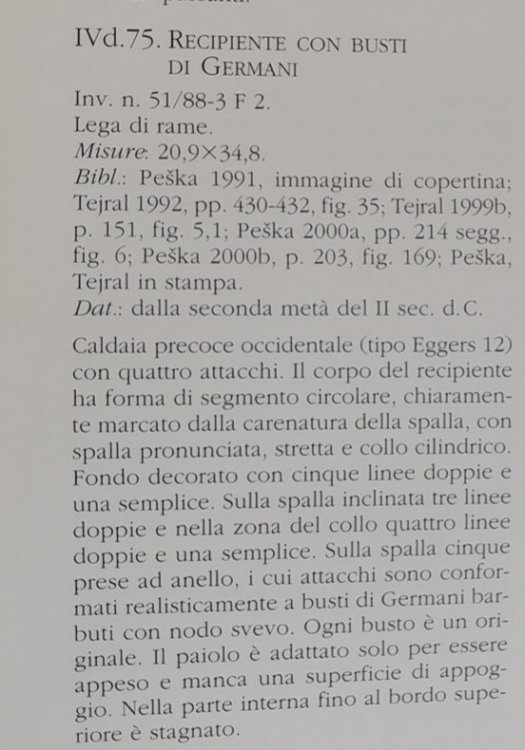 IVd.75. RECIPIENTE CON BUSTI
DI GERMANI
Inv. n. 51/88-3 F 2.
Lega di rame.
Misure: 20,9×34,8.
Bibl.: Peška 1991, immagine di copertina;
Tejral 1992, pp. 430-432, fig. 35; Tejral 1999b,
p. 151, fig. 5,1; Peška 2000a, pp. 214 segg.,
fig. 6; Peška 2000b, p. 203, fig. 169; Peška,
Tejral in stampa.
Dat.: dalla seconda metà del II sec. d.C.
Caldaia precoce occidentale (tipo Eggers 12)
con quattro attacchi. Il corpo del recipiente
ha forma di segmento circolare, chiaramen-
te marcato dalla carenatura della spalla, con
spalla pronunciata, stretta e collo cilindrico.
Fondo decorato con cinque linee doppie e
una semplice. Sulla spalla inclinata tre linee
doppie e nella zona del collo quattro linee
doppie e una semplice. Sulla spalla cinque
prese ad anello, i cui attacchi sono confor-
mati realisticamente a busti di Germani bar-
buti con nodo svevo. Ogni busto è un ori-
ginale. Il paiolo è adattato solo per essere
appeso e manca una superficie di appog-
gio. Nella parte interna fino al bordo supe-
riore è stagnato.